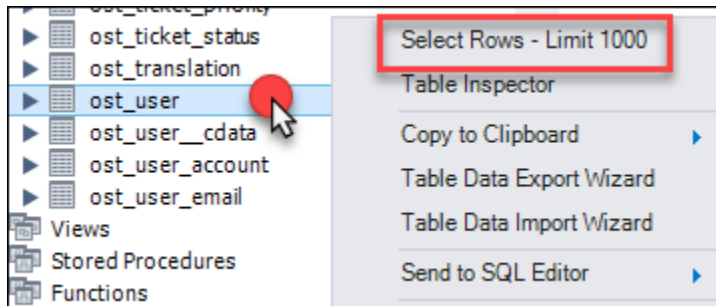 ost_ticket_priority
ost_ticket_status
ost_translation
ost_user
ost_user__cdata
ost_user_account
ost_user_email
Views
Stored Procedures
Functions
Select Rows - Limit 1000
Table Inspector
Copy to Clipboard
Table Data Export Wizard
Table Data Import Wizard
Send to SQL Editor